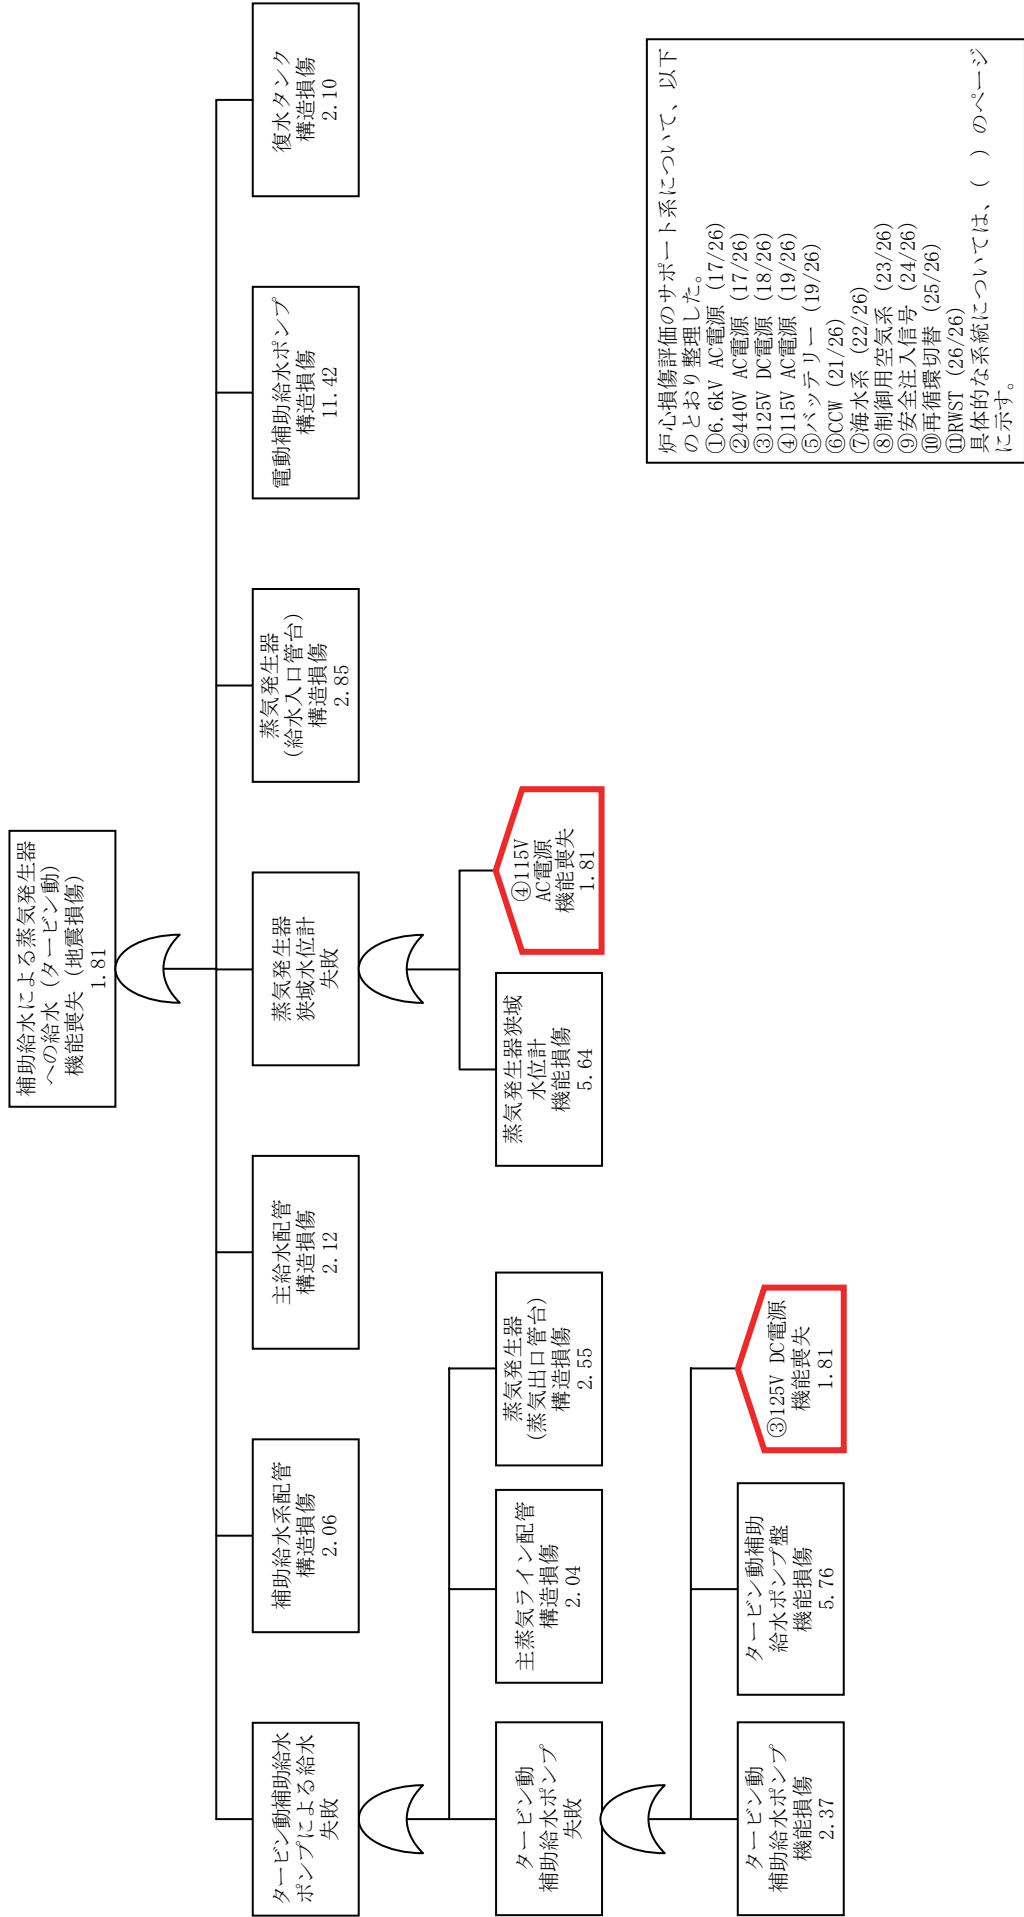 補助給水による蒸気発生器
への給水（タービン動）
機能喪失（地震損傷）
1.81
タービン動補助給水
ポンプによる給水
失敗
補助給水系配管
構造損傷
2.06
主給水配管
構造損傷
2.12
蒸気発生器
狭域水位計
失敗
蒸気発生器
(給水入口管台)
構造損傷
2.85
電動補助給水ポンプ
構造損傷
11.42
復水タンク
構造損傷
2.10
タービン動
補助給水ポンプ
失敗
主蒸気ライン配管
構造損傷
2.04
蒸気発生器
(蒸気出口管台)
構造損傷
2.55
蒸気発生器狭域
水位計
機能損傷
5.64
④115V
AC電源
機能喪失
1.81
タービン動
補助給水ポンプ
機能損傷
2.37
タービン動補助
給水ポンプ盤
機能損傷
5.76
③125V DC電源
機能喪失
1.81
炉心損傷評価のサポート系について、以下
のとおり整理した。
①6.6kV AC電源（17/26）
②440V AC電源（17/26）
③125V DC電源（18/26）
④115V AC電源（19/26）
⑤バッテリー（19/26）
⑥CCW（21/26）
⑦海水系（22/26）
⑧制御用空気系（23/26）
⑨安全注入信号（24/26）
⑩再循環切替（25/26）
⑪RWST（26/26）
具体的な系統については、（　）のページ
に示す。